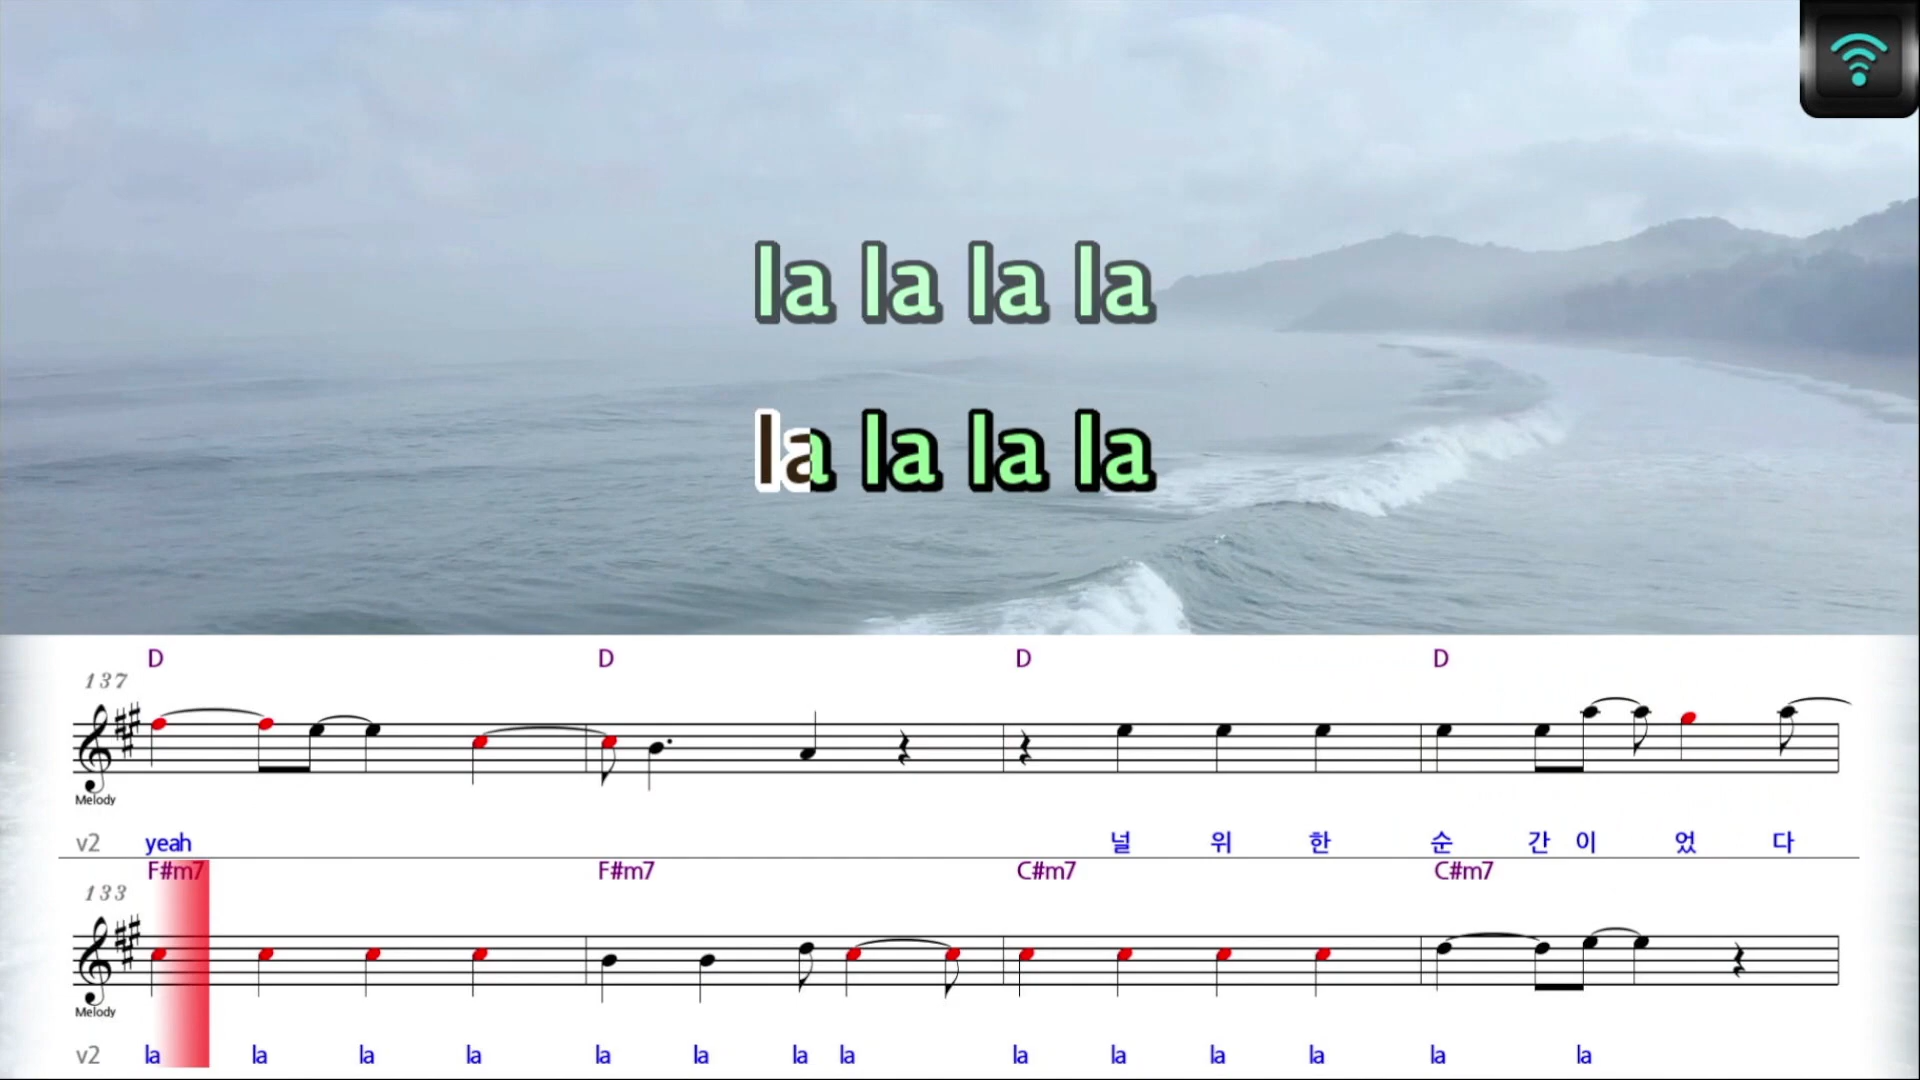 la la la la
la la la la
D D D D
137
Melody
v2 yeah 널 위 한 순 간 이 었 다
F#m7 F#m7 C#m7 C#m7
133
Melody
v2 la la la la la la la la la la la la la la